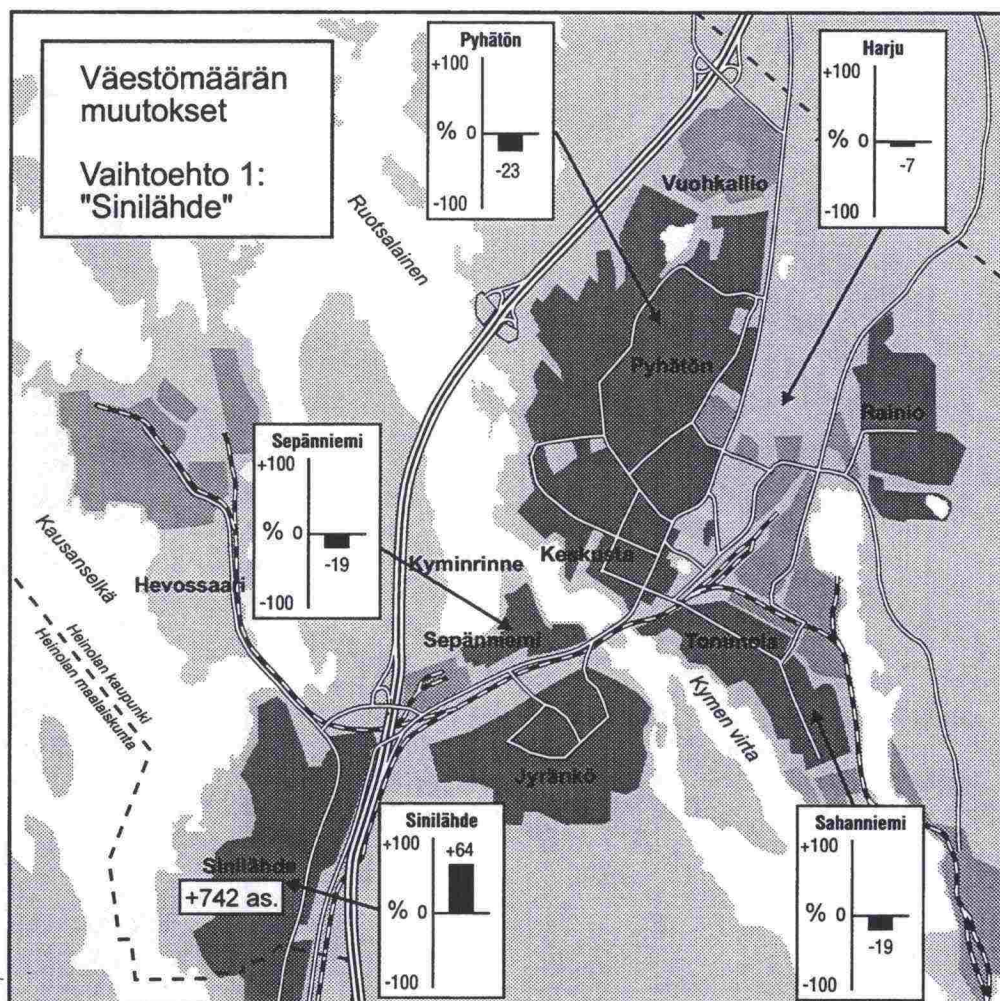 Väestömäärän
muutokset
Vaihtoehto 1:
"Sinilähde"
Pyhätön
+100
% 0
-23
-100
Harju
+100
% 0
-7
-100
Vuohkallio
Ruotsalainen
Pyhätön
Rainio
Sepänniemi
+100
% 0
-19
-100
Kausanselkä
Hevossaari
Kyminrinne
Keskusta
Sepänniemi
Tommola
Heinolan kaupunki
Heinolan maalaiskunta
Kymen virta
Jyränkö
Sinilähde
+742 as.
Sinilähde
+100
+64
% 0
-100
Sahanniemi
+100
% 0
-19
-100